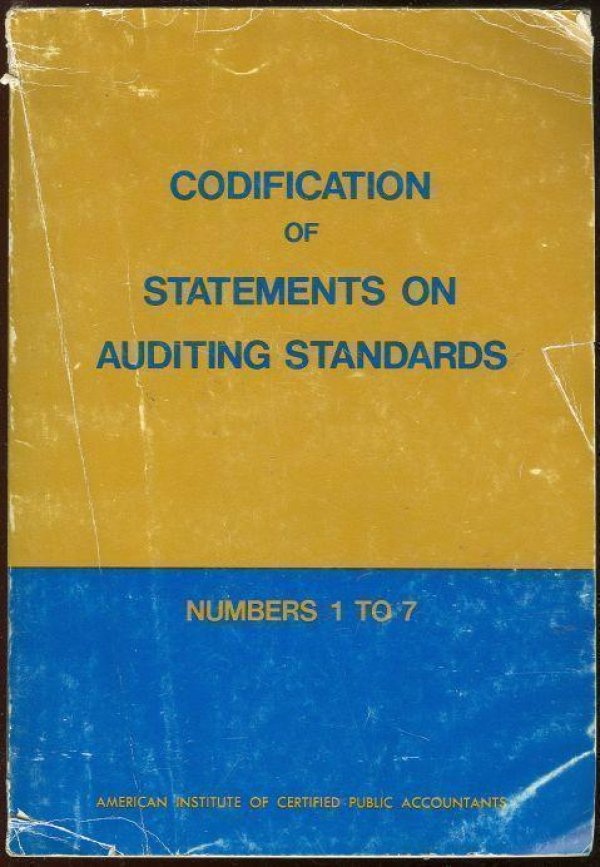 CODIFICATION
OF
STATEMENTS ON
AUDITING STANDARDS
NUMBERS 1 TO 7
AMERICAN INSTITUTE OF CERTIFIED PUBLIC ACCOUNTANTS